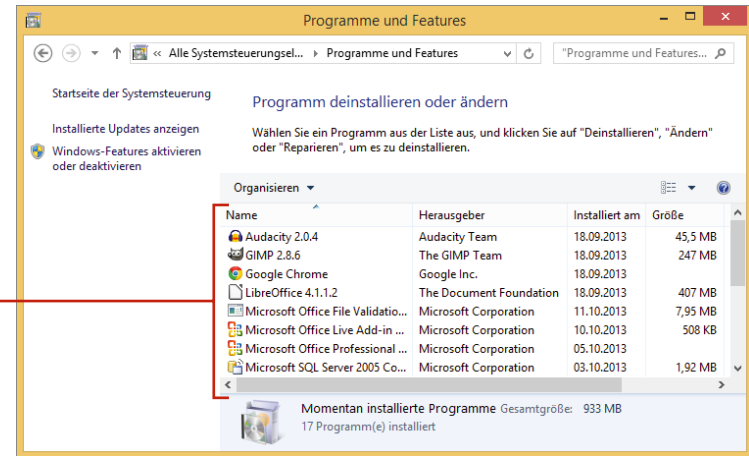 Programme und Features
« Alle Systemsteuerungsel... Programme und Features "Programme und Features...
Startseite der Systemsteuerung
Installierte Updates anzeigen
Windows-Features aktivieren
oder deaktivieren
Programm deinstallieren oder ändern
Wählen Sie ein Programm aus der Liste aus, und klicken Sie auf "Deinstallieren", "Ändern"
oder "Reparieren", um es zu deinstallieren.
Organisieren
Name Herausgeber Installiert am Größe
Audacity 2.0.4 Audacity Team 18.09.2013 45,5 MB
GIMP 2.8.6 The GIMP Team 18.09.2013 247 MB
Google Chrome Google Inc. 18.09.2013
LibreOffice 4.1.1.2 The Document Foundation 18.09.2013 407 MB
Microsoft Office File Validatio... Microsoft Corporation 11.10.2013 7,95 MB
Microsoft Office Live Add-in ... Microsoft Corporation 10.10.2013 508 KB
Microsoft Office Professional ... Microsoft Corporation 05.10.2013
Microsoft SQL Server 2005 Co... Microsoft Corporation 03.10.2013 1,92 MB
Momentan installierte Programme Gesamtgröße: 933 MB
17 Programm(e) installiert